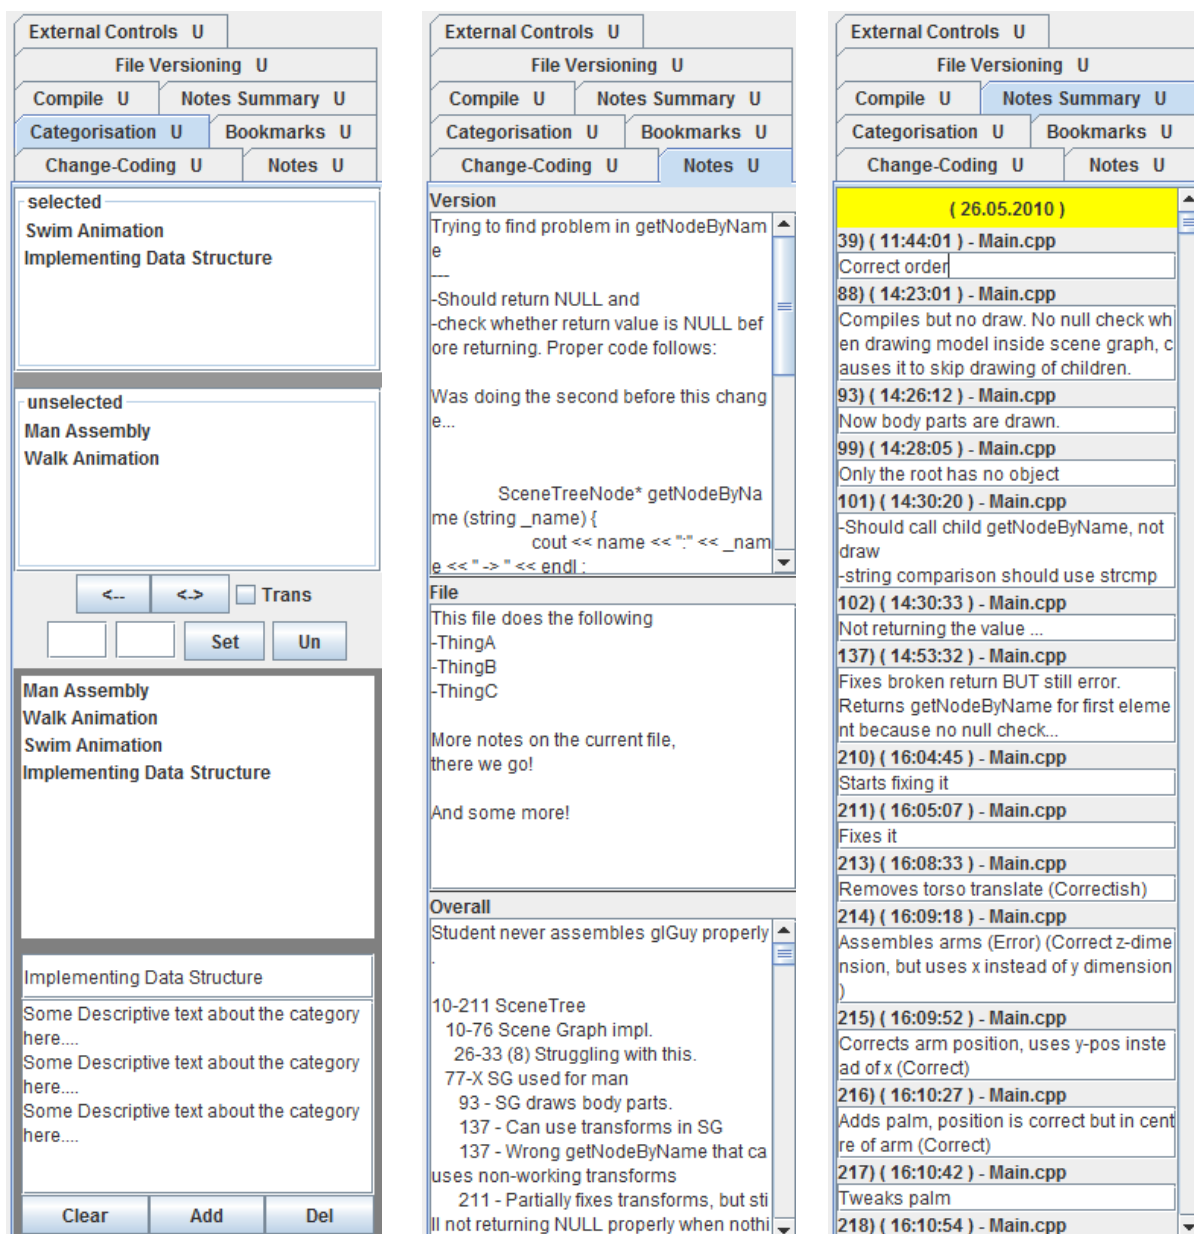 External Controls U
File Versioning U
Compile U Notes Summary U
Categorisation U Bookmarks U
Change-Coding U Notes U
selected
Swim Animation
Implementing Data Structure
unselected
Man Assembly
Walk Animation
<-- <-> Trans
Set Un
Man Assembly
Walk Animation
Swim Animation
Implementing Data Structure
Implementing Data Structure
Some Descriptive text about the category
here....
Some Descriptive text about the category
here....
Some Descriptive text about the category
here....
Clear Add Del
External Controls U
File Versioning U
Compile U Notes Summary U
Categorisation U Bookmarks U
Change-Coding U Notes U
Version
Trying to find problem in getNodeByNam
e
---
-Should return NULL and
-check whether return value is NULL bef
ore returning. Proper code follows:
Was doing the second before this chang
e...
SceneTreeNode* getNodeByNa
me (string _name) {
cout << name << ":" << _nam
e << " -> " << endl ;
File
This file does the following
-ThingA
-ThingB
-ThingC
More notes on the current file,
there we go!
And some more!
Overall
Student never assembles glGuy properly
.
10-211 SceneTree
10-76 Scene Graph impl.
26-33 (8) Struggling with this.
77-X SG used for man
93 - SG draws body parts.
137 - Can use transforms in SG
137 - Wrong getNodeByName that ca
uses non-working transforms
211 - Partially fixes transforms, but sti
ll not returning NULL properly when nothi
External Controls U
File Versioning U
Compile U Notes Summary U
Categorisation U Bookmarks U
Change-Coding U Notes U
( 26.05.2010 )
39) ( 11:44:01 ) - Main.cpp
Correct order
88) ( 14:23:01 ) - Main.cpp
Compiles but no draw. No null check wh
en drawing model inside scene graph, c
auses it to skip drawing of children.
93) ( 14:26:12 ) - Main.cpp
Now body parts are drawn.
99) ( 14:28:05 ) - Main.cpp
Only the root has no object
101) ( 14:30:20 ) - Main.cpp
-Should call child getNodeByName, not
draw
-string comparison should use strcmp
102) ( 14:30:33 ) - Main.cpp
Not returning the value ...
137) ( 14:53:32 ) - Main.cpp
Fixes broken return BUT still error.
Returns getNodeByName for first eleme
nt because no null check...
210) ( 16:04:45 ) - Main.cpp
Starts fixing it
211) ( 16:05:07 ) - Main.cpp
Fixes it
213) ( 16:08:33 ) - Main.cpp
Removes torso translate (Correctish)
214) ( 16:09:18 ) - Main.cpp
Assembles arms (Error) (Correct z-dime
nsion, but uses x instead of y dimension
)
215) ( 16:09:52 ) - Main.cpp
Corrects arm position, uses y-pos inste
ad of x (Correct)
216) ( 16:10:27 ) - Main.cpp
Adds palm, position is correct but in cent
re of arm (Correct)
217) ( 16:10:42 ) - Main.cpp
Tweaks palm
218) ( 16:10:54 ) - Main.cpp